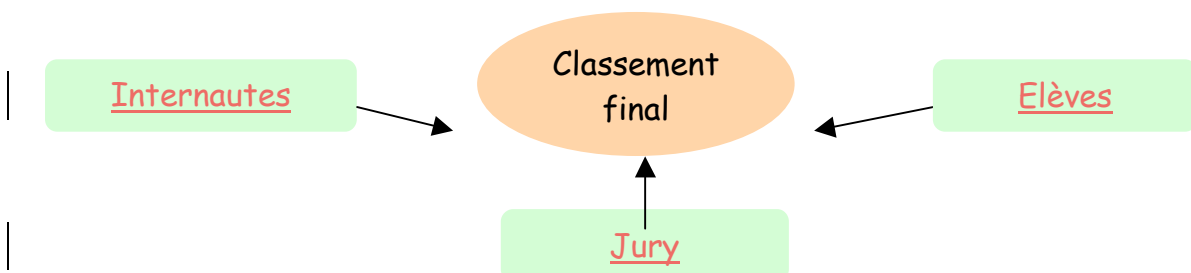 Classement
final
Internautes
Elèves
Jury